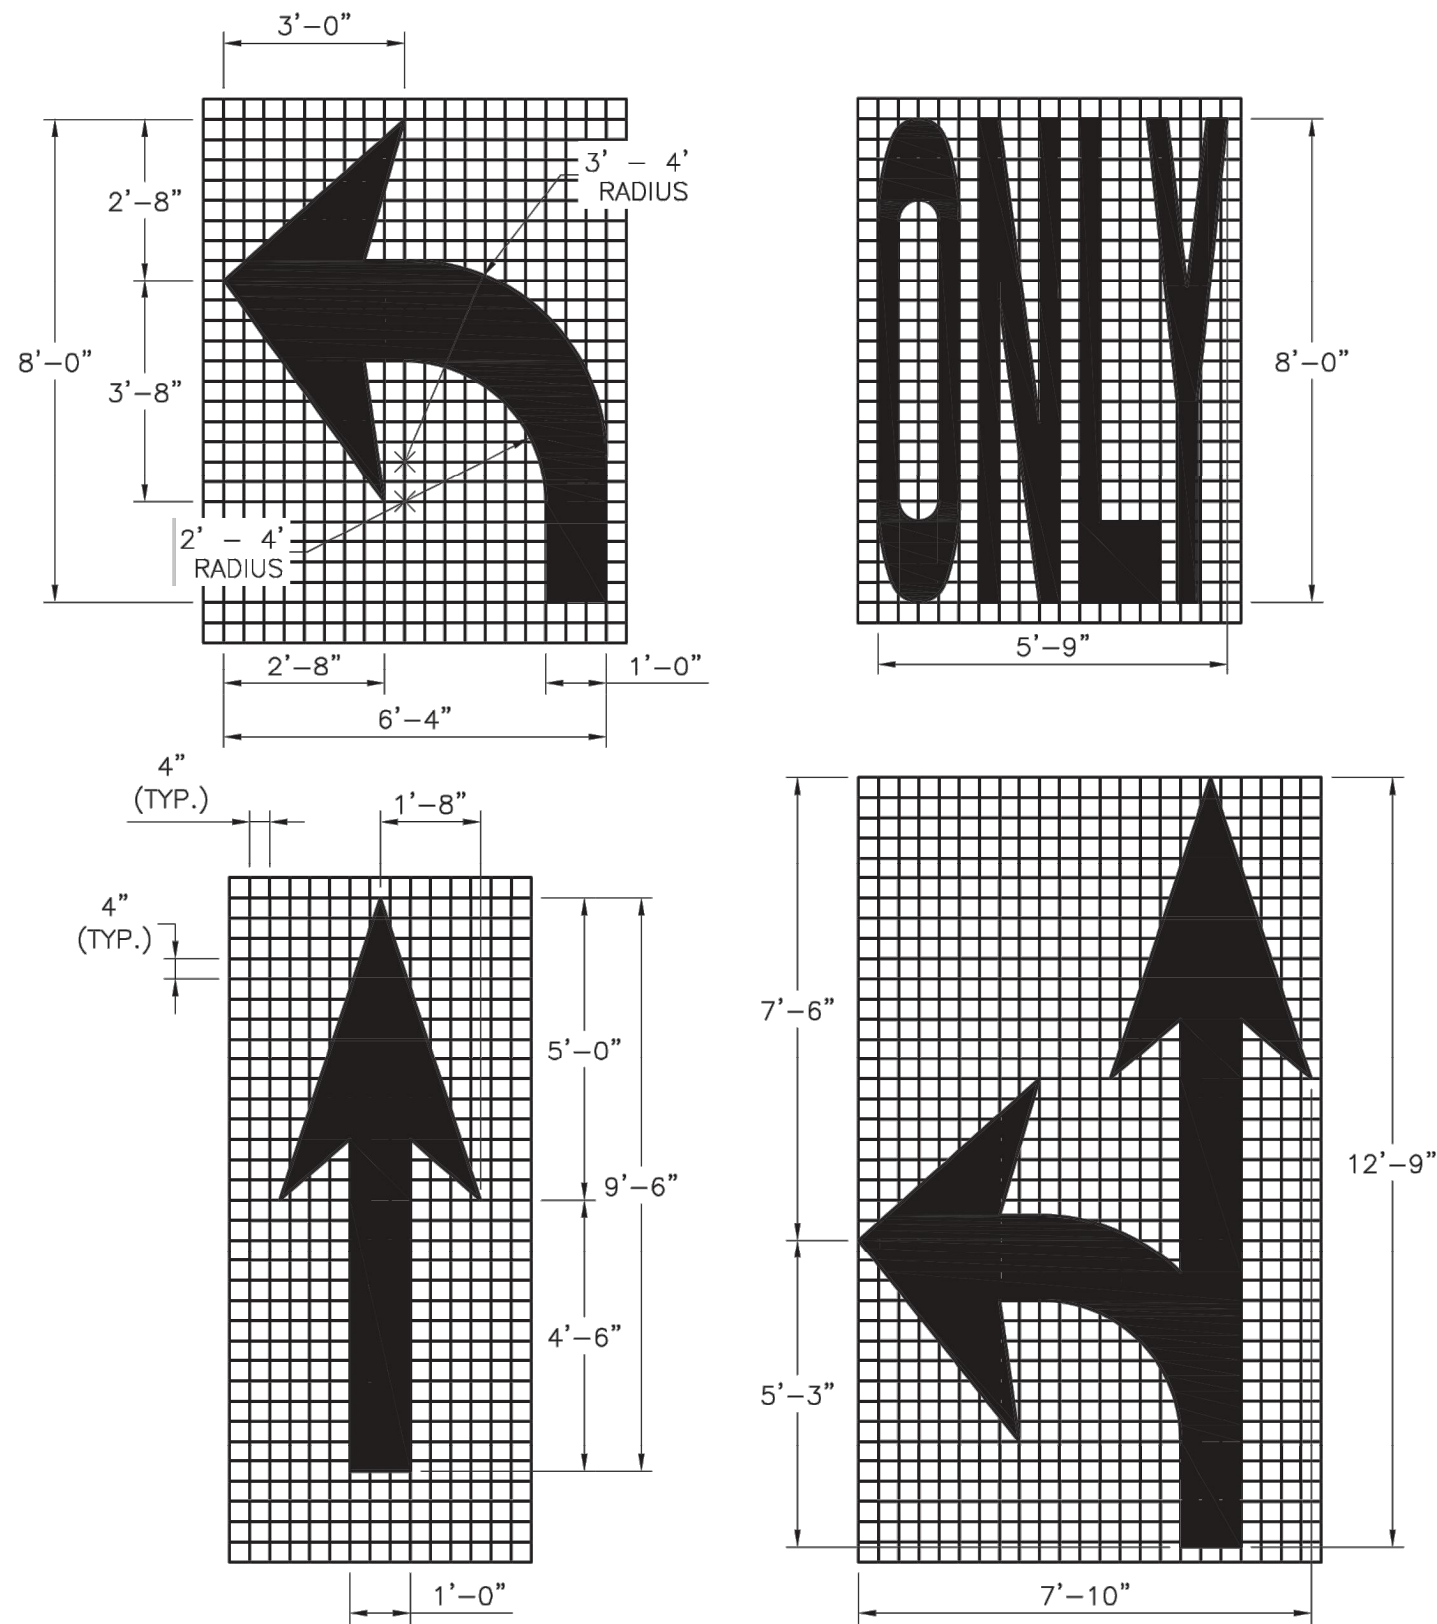 3'-0"
2'-8"
8'-0"
3'-8"
3' - 4'
RADIUS
2' - 4'
RADIUS
2'-8"
1'-0"
6'-4"
ONLY
8'-0"
5'-9"
4"
(TYP.)
1'-8"
4"
(TYP.)
5'-0"
9'-6"
4'-6"
1'-0"
7'-6"
12'-9"
5'-3"
7'-10"